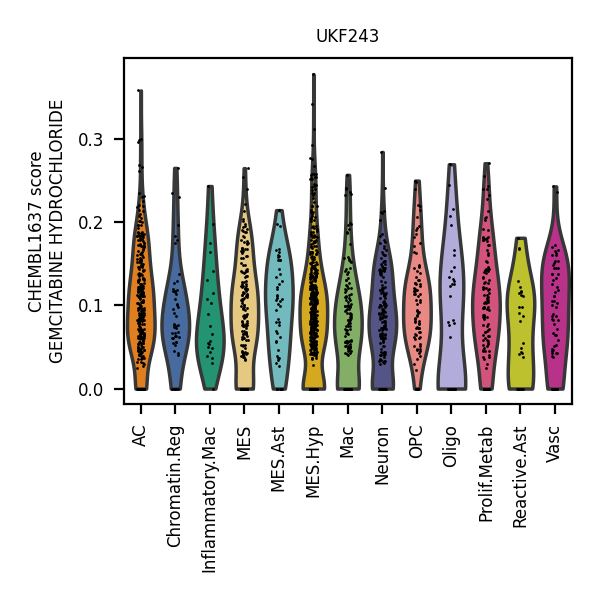 UKF243
CHEMBL1637 score
GEMCITABINE HYDROCHLORIDE
0.3
0.2
0.1
0.0
AC
Chromatin.Reg
Inflammatory.Mac
MES
MES.Ast
MES.Hyp
Mac
Neuron
OPC
Oligo
Prolif.Metab
Reactive.Ast
Vasc